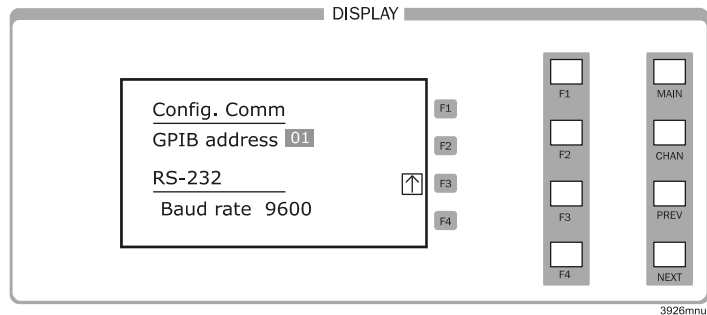 DISPLAY
Config. Comm
GPIB address 01
RS-232
Baud rate 9600
F1
F2
F3
F4
F1
F2
F3
F4
MAIN
CHAN
PREV
NEXT
3926mnu